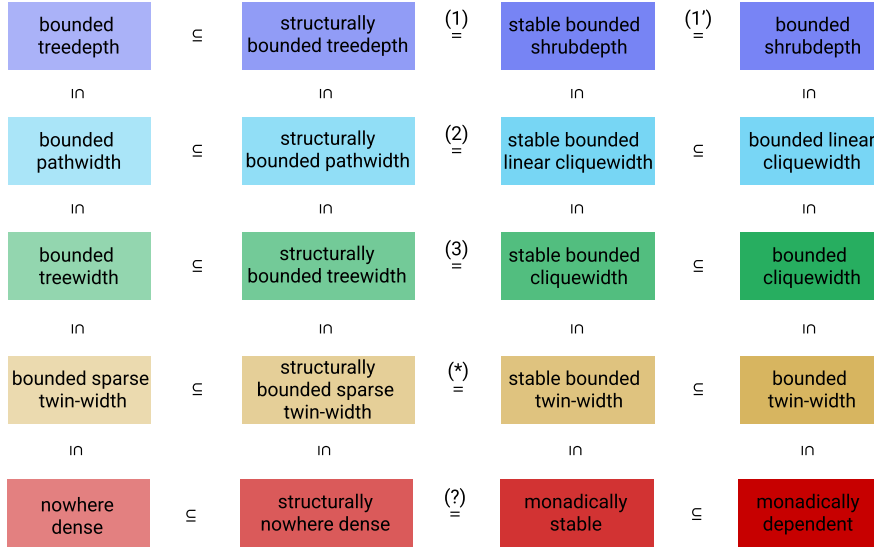 bounded
treedepth
⊆
structurally
bounded treedepth
(1)
=
stable bounded
shrubdepth
(1')
=
bounded
shrubdepth
⊆
⊆
⊆
⊆
bounded
pathwidth
⊆
structurally
bounded pathwidth
(2)
=
stable bounded
linear cliquewidth
⊆
bounded linear
cliquewidth
⊆
⊆
⊆
⊆
bounded
treewidth
⊆
structurally
bounded treewidth
(3)
=
stable bounded
cliquewidth
⊆
bounded
cliquewidth
⊆
⊆
⊆
⊆
bounded sparse
twin-width
⊆
structurally
bounded sparse
twin-width
(*)
=
stable bounded
twin-width
⊆
bounded
twin-width
⊆
⊆
⊆
⊆
nowhere
dense
⊆
structurally
nowhere dense
(?)
=
monadically
stable
⊆
monadically
dependent